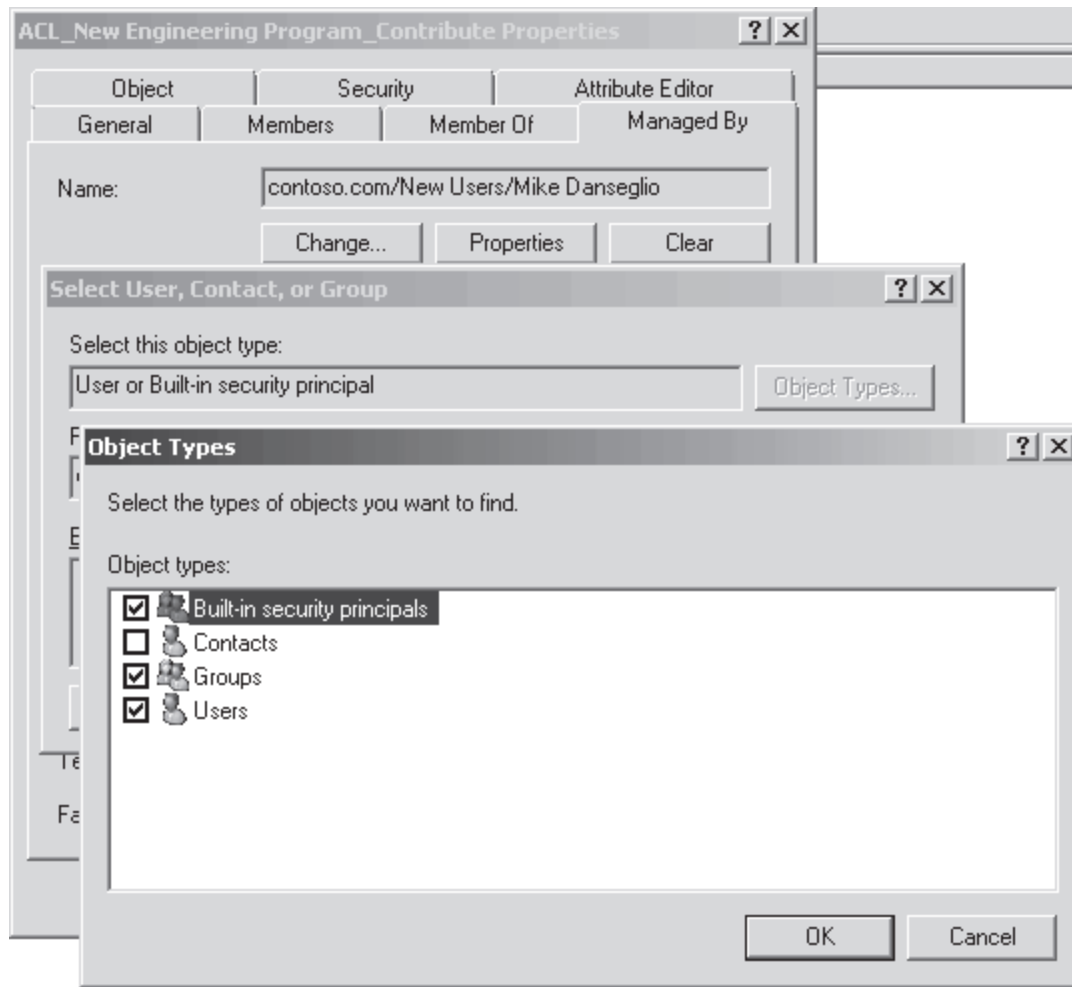 ACL_New Engineering Program_Contribute Properties
Object Security Attribute Editor
General Members Member Of Managed By
Name: contoso.com/New Users/Mike Danseglio
Change... Properties Clear
Select User, Contact, or Group
Select this object type:
User or Built-in security principal Object Types...
Object Types
Select the types of objects you want to find.
Object types:
Built-in security principals
Contacts
Groups
Users
OK Cancel